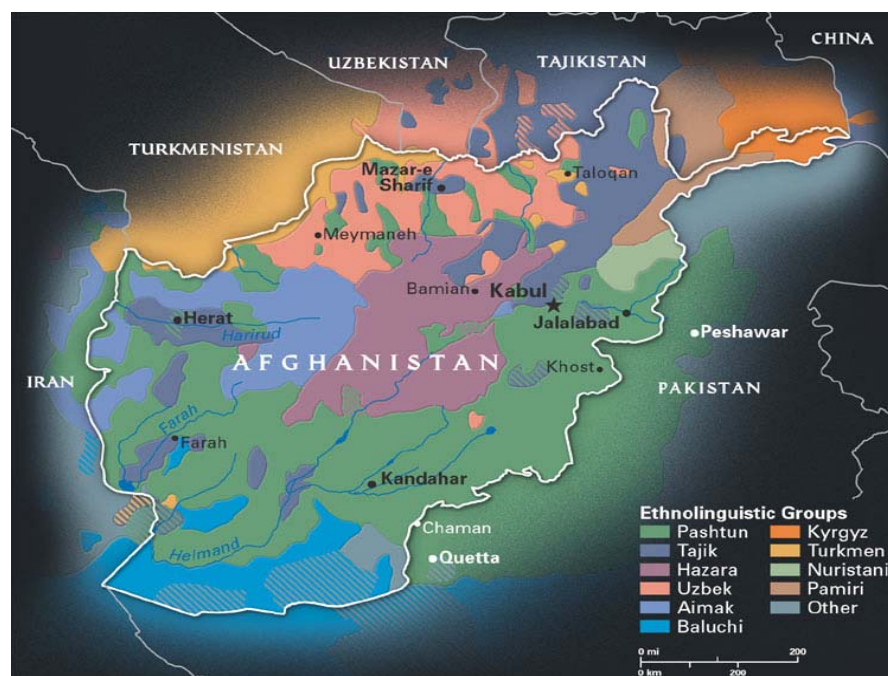 CHINA
UZBEKISTAN
TAJIKISTAN
TURKMENISTAN
Mazar-e
Sharif
Taloqan
Meymaneh
Bamian
Kabul
Herat
Harirud
Jalalabad
Peshawar
AFGHANISTAN
Khost
IRAN
PAKISTAN
Farah
Farah
Kandahar
Chaman
Helmand
Quetta
Ethnolinguistic Groups
Pashtun
Tajik
Hazara
Uzbek
Aimak
Baluchi
Kyrgyz
Turkmen
Nuristani
Pamiri
Other
0 mi 200
0 km 200